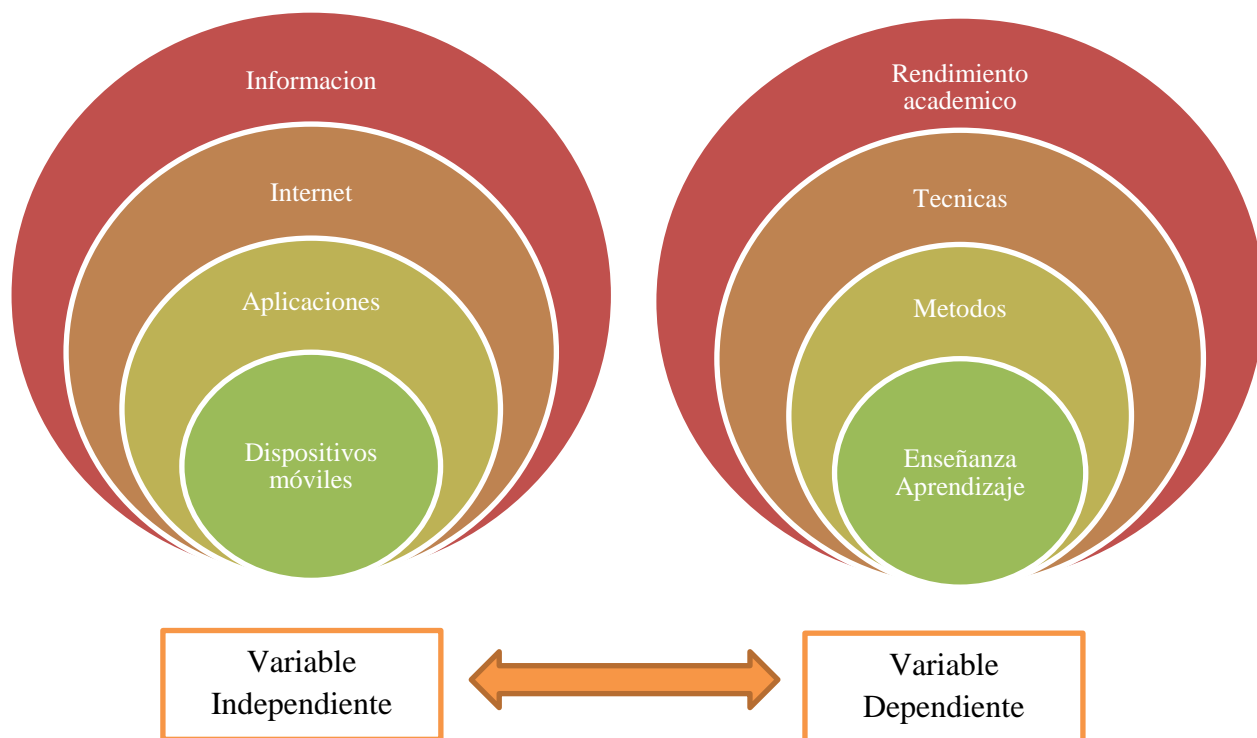 Informacion
Internet
Aplicaciones
Dispositivos
móviles
Rendimiento
academico
Tecnicas
Metodos
Enseñanza
Aprendizaje
Variable
Independiente
Variable
Dependiente